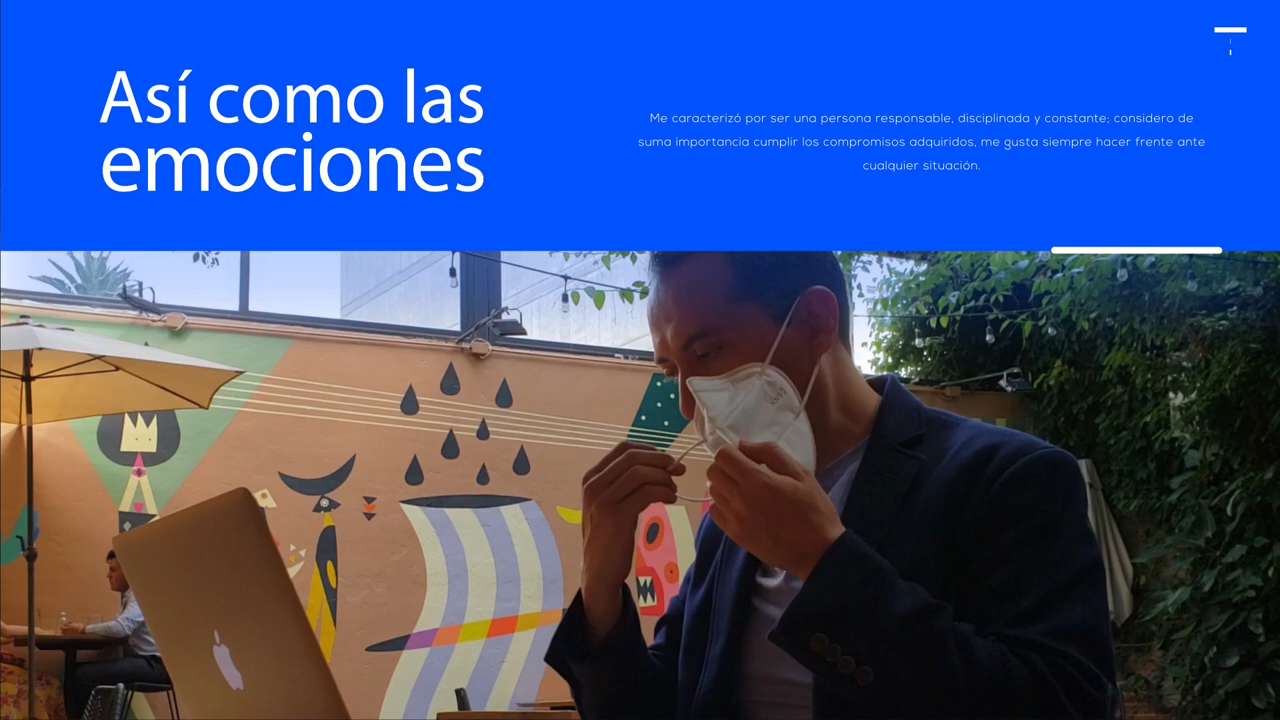 Así como las
emociones
Me caracterizó por ser una persona responsable, disciplinada y constante; considero de
suma importancia cumplir los compromisos adquiridos, me gusta siempre hacer frente ante
cualquier situación.